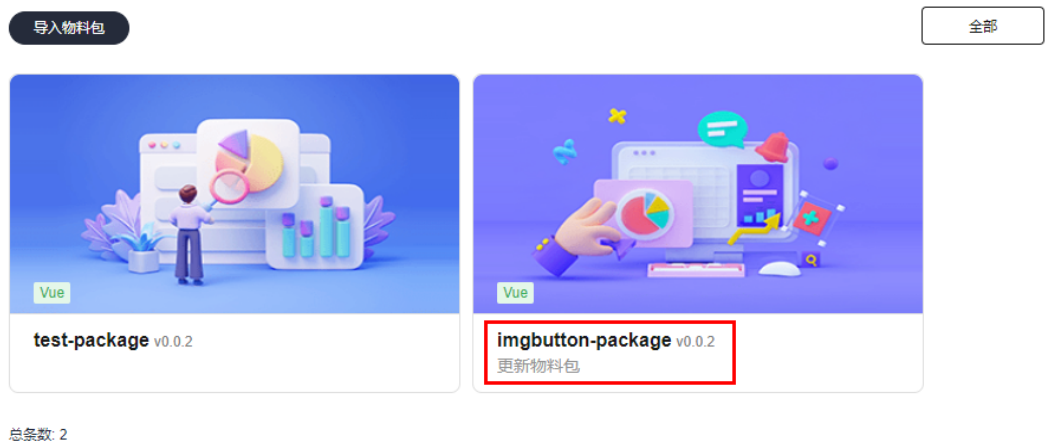 导入物料包
全部
Vue
Vue
test-package v0.0.2
imgbutton-package v0.0.2
更新物料包
总条数: 2